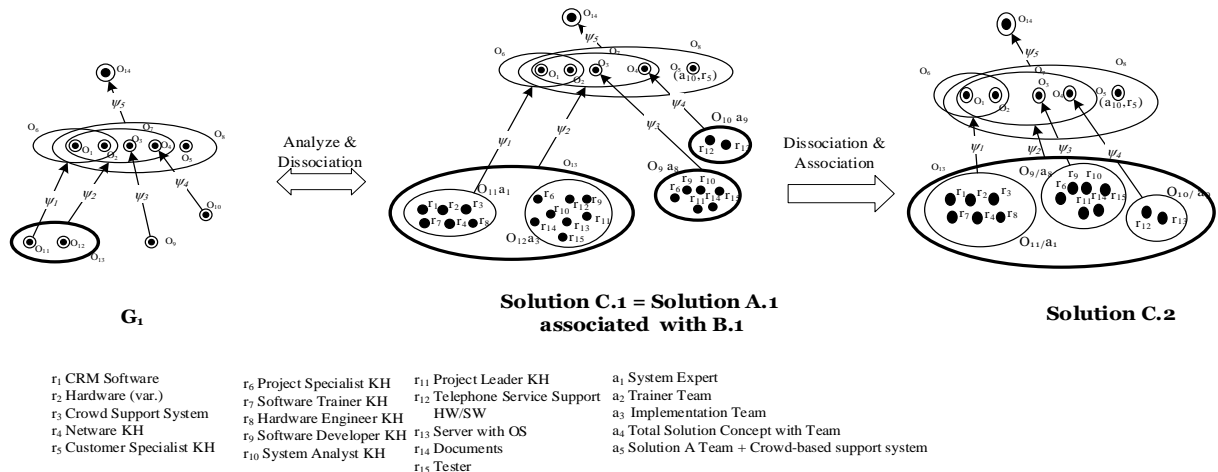 O₁₄
ψ₅
O₆
O₇
O₈
O₁
O₂
O₃
O₄
O₅
ψ₁
ψ₂
ψ₃
ψ₄
O₁₀
O₁₁
O₁₂
O₁₃
O₉
G₁
Analyze &
Dissociation
O₁₄
ψ₅
O₆
O₇
O₈
O₁
O₂
O₃
O₄
O₅
(a₁₀,r₅)
ψ₁
ψ₂
ψ₃
ψ₄
O₁₀ a₉
r₁₂ r₁₃
O₉ a₈
r₉ r₁₀
r₆ r₁₅
r₁₁ r₁₄
O₁₃
O₁₁a₁
r₁ r₂ r₃
r₇ r₄ r₈
r₆ r₁₂ r₉
r₁₀ r₁₁
r₁₄ r₁₃
r₁₅
O₁₂a₃
Solution C.1 = Solution A.1
associated with B.1
Dissociation &
Association
O₁₄
ψ₅
O₆
O₈
O₁
O₂
O₃
O₄
O₅
(a₁₀,r₅)
ψ₁
ψ₂
ψ₃
ψ₄
O₁₃
O₉/a₈
O₁₀/
r₁ r₂ r₃
r₇ r₄ r₈
r₉ r₁₀
r₆ r₁₅
r₁₁ r₁₄
r₁₂ r₁₃
O₁₁/a₁
Solution C.2
r₁ CRM Software
r₂ Hardware (var.)
r₃ Crowd Support System
r₄ Netware KH
r₅ Customer Specialist KH
r₆ Project Specialist KH
r₇ Software Trainer KH
r₈ Hardware Engineer KH
r₉ Software Developer KH
r₁₀ System Analyst KH
r₁₁ Project Leader KH
r₁₂ Telephone Service Support
HW/SW
r₁₃ Server with OS
r₁₄ Documents
r₁₅ Tester
a₁ System Expert
a₂ Trainer Team
a₃ Implementation Team
a₄ Total Solution Concept with Team
a₅ Solution A Team + Crowd-based support system